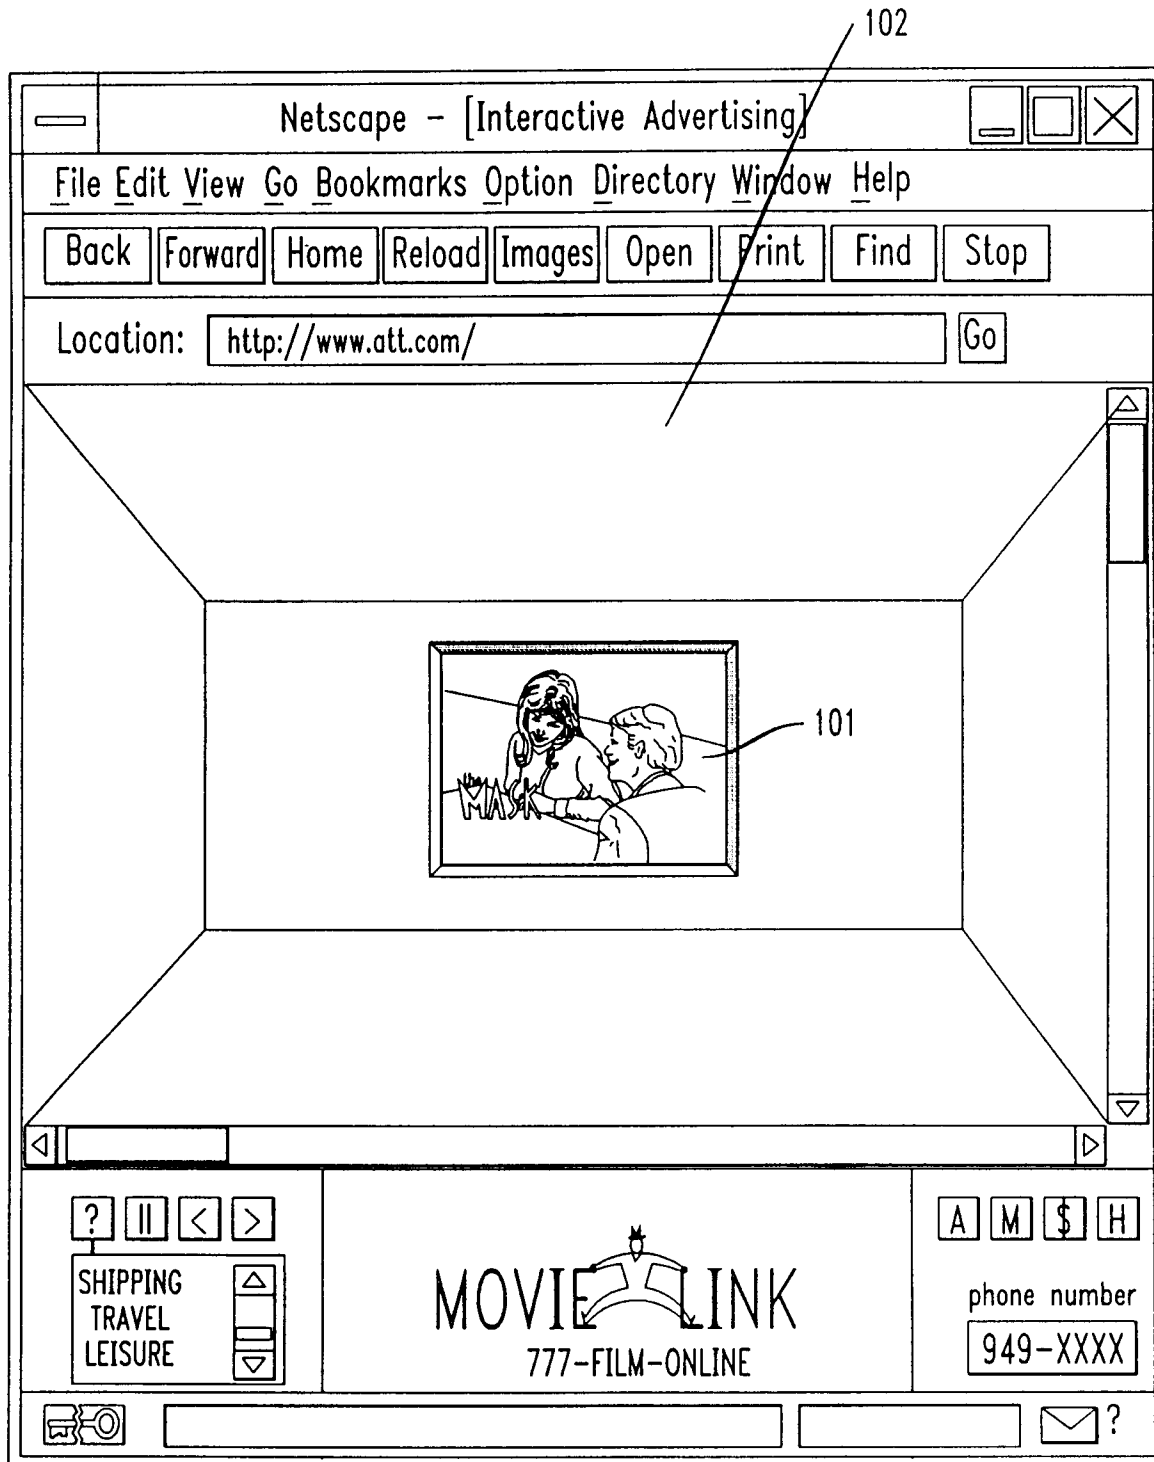 102
Netscape - [Interactive Advertising]
File Edit View Go Bookmarks Option Directory Window Help
Back Forward Home Reload Images Open Print Find Stop
Location: http://www.att.com/ Go
101
the
MASK
? || < > A M $ H
SHIPPING
TRAVEL
LEISURE
MOVIE LINK
777-FILM-ONLINE
phone number
949-XXXX
?